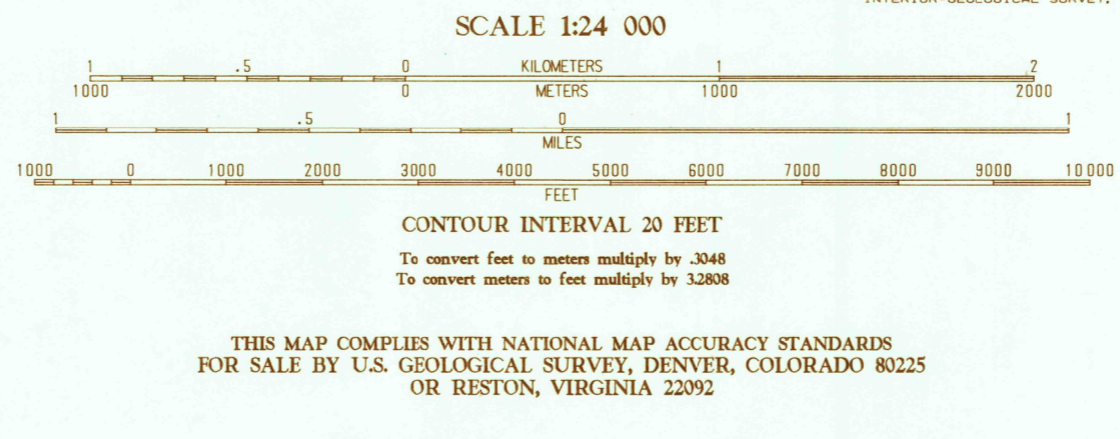 INTERIOR-GEOLOGICAL SURVEY,
SCALE 1:24 000
1 .5 0 KILOMETERS 1 2
1000 0 METERS 1000 2000
1 .5 0 1
MILES
1000 0 1000 2000 3000 4000 5000 6000 7000 8000 9000 10 000
FEET
CONTOUR INTERVAL 20 FEET
To convert feet to meters multiply by .3048
To convert meters to feet multiply by 3.2808
THIS MAP COMPLIES WITH NATIONAL MAP ACCURACY STANDARDS
FOR SALE BY U.S. GEOLOGICAL SURVEY, DENVER, COLORADO 80225
OR RESTON, VIRGINIA 22092